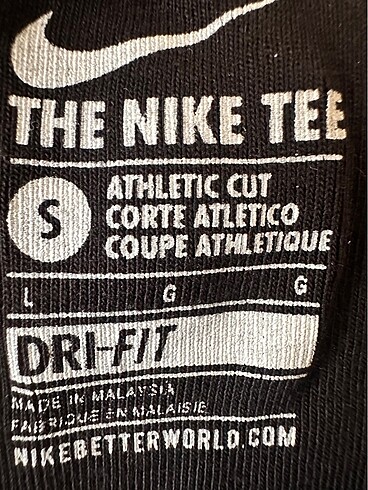 THE NIKE TEE
S
ATHLETIC CUT
CORTE ATLETICO
COUPE ATHLETIQUE
L G G
DRI-FIT
MADE IN MALAYSIA
FABRIQUE EN MALAISIE
NIKEBETTERWORLD.COM